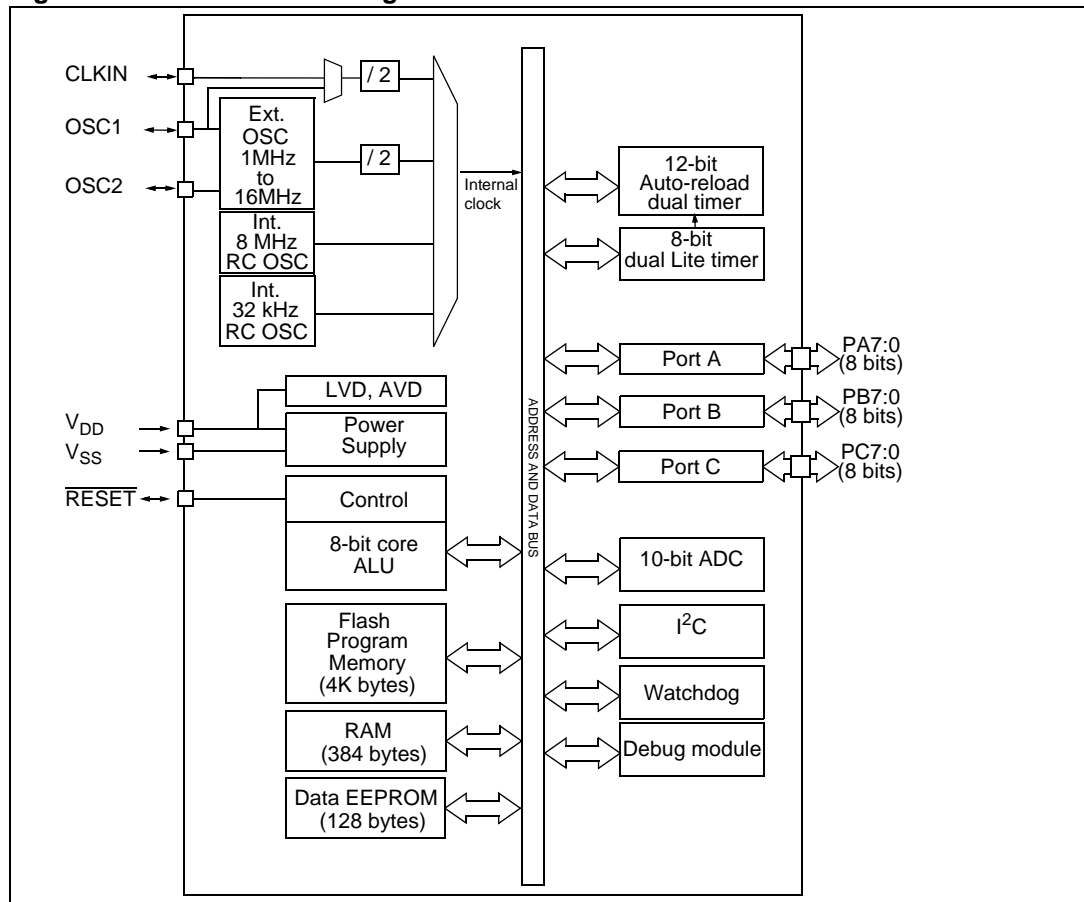 CLKIN
/ 2
OSC1
Ext.
OSC
1MHz
to
16MHz
/ 2
OSC2
Internal
clock
Int.
8 MHz
RC OSC
Int.
32 kHz
RC OSC
12-bit
Auto-reload
dual timer
8-bit
dual Lite timer
LVD, AVD
VDD
Power
Supply
VSS
RESET
Control
8-bit core
ALU
Flash
Program
Memory
(4K bytes)
RAM
(384 bytes)
Data EEPROM
(128 bytes)
ADDRESS AND DATA BUS
Port A
PA7:0
(8 bits)
Port B
PB7:0
(8 bits)
Port C
PC7:0
(8 bits)
10-bit ADC
I²C
Watchdog
Debug module